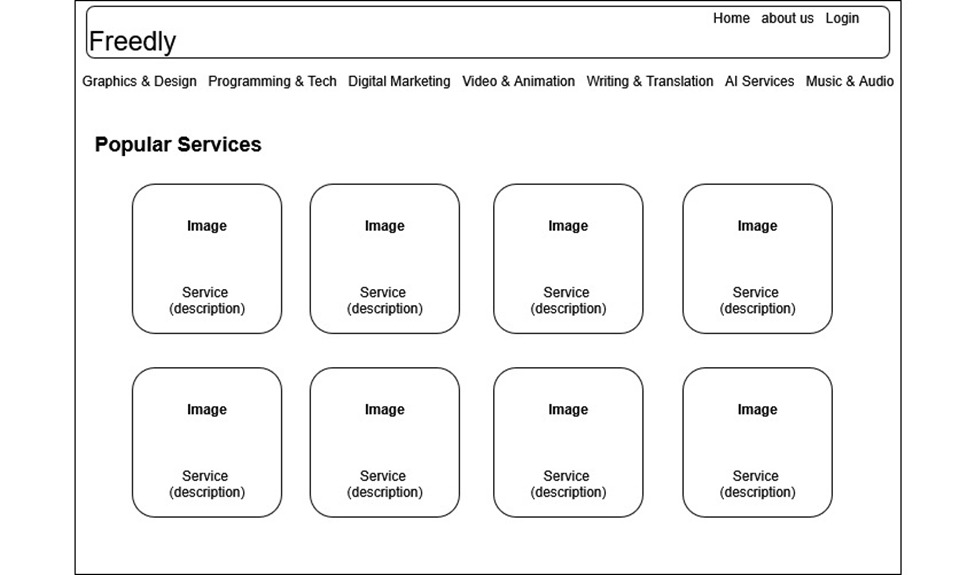 Home about us Login
Freedly
Graphics & Design Programming & Tech Digital Marketing Video & Animation Writing & Translation AI Services Music & Audio
Popular Services
Image Image Image Image
Service Service Service Service
(description) (description) (description) (description)
Image Image Image Image
Service Service Service Service
(description) (description) (description) (description)